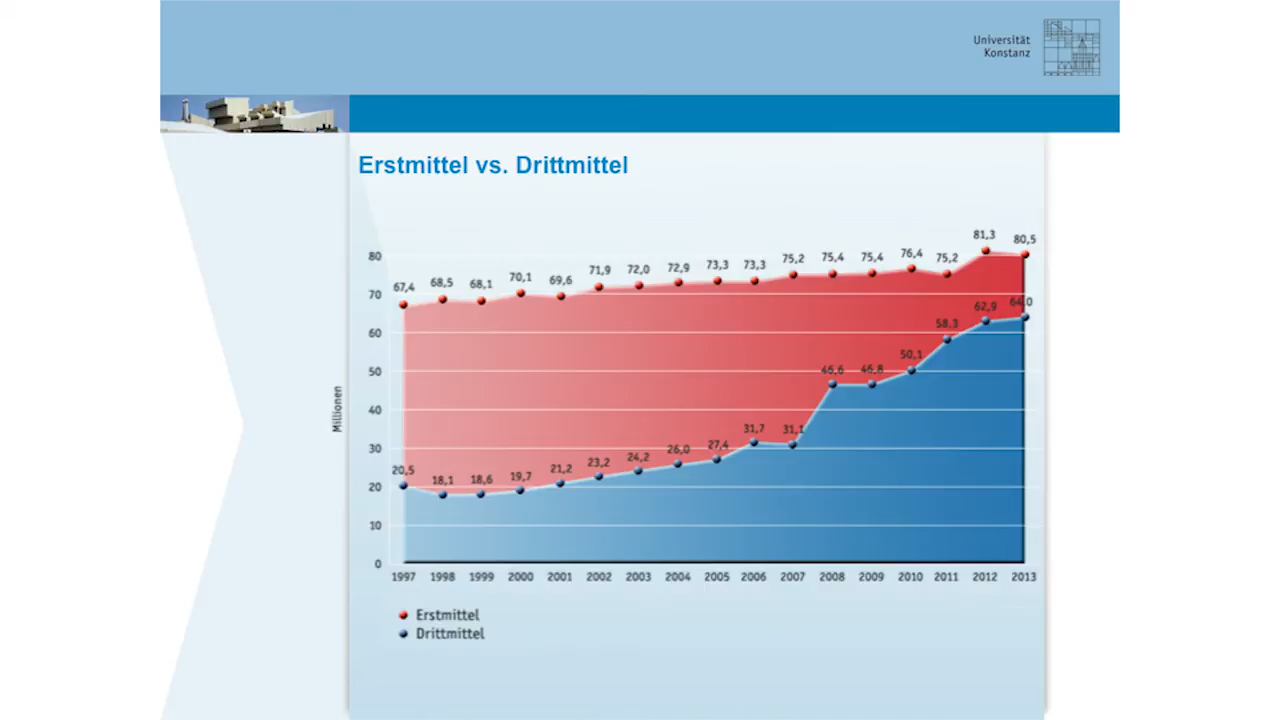 Universität
Konstanz
Erstmittel vs. Drittmittel
81,3
80,5
76,4
75,2 75,4 75,4 75,2
73,3 73,3
71,9 72,0 72,9
70,1 69,6
67,4 68,5 68,1
64,0
62,9
58,3
50,1
46,6 46,8
31,7 31,1
26,0 27,4
23,2 24,2
20,5 18,1 18,6 19,7 21,2
80
70
60
50
40
30
20
10
0
Millionen
1997 1998 1999 2000 2001 2002 2003 2004 2005 2006 2007 2008 2009 2010 2011 2012 2013
Erstmittel
Drittmittel